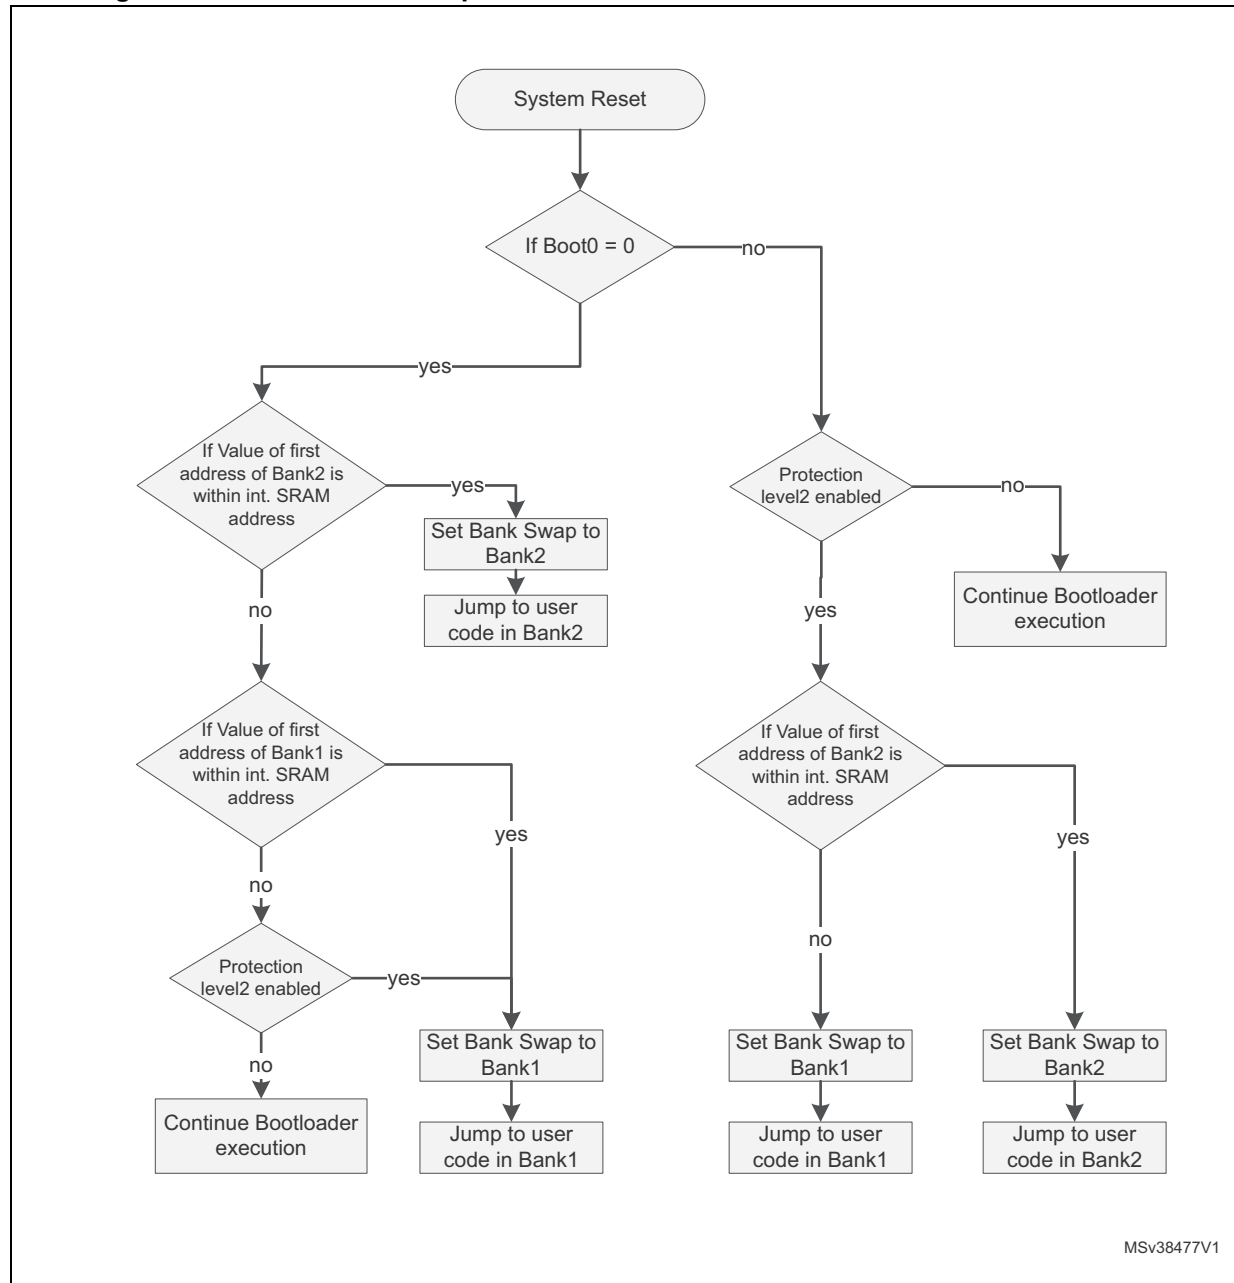 System Reset
If Boot0 = 0
no
yes
If Value of first
address of Bank2 is
within int. SRAM
address
yes
Set Bank Swap to
Bank2
Jump to user
code in Bank2
no
Protection
level2 enabled
no
Continue Bootloader
execution
yes
If Value of first
address of Bank1 is
within int. SRAM
address
yes
no
Protection
level2 enabled
yes
no
Continue Bootloader
execution
Set Bank Swap to
Bank1
Jump to user
code in Bank1
If Value of first
address of Bank2 is
within int. SRAM
address
yes
no
Set Bank Swap to
Bank1
Jump to user
code in Bank1
Set Bank Swap to
Bank2
Jump to user
code in Bank2
MSv38477V1